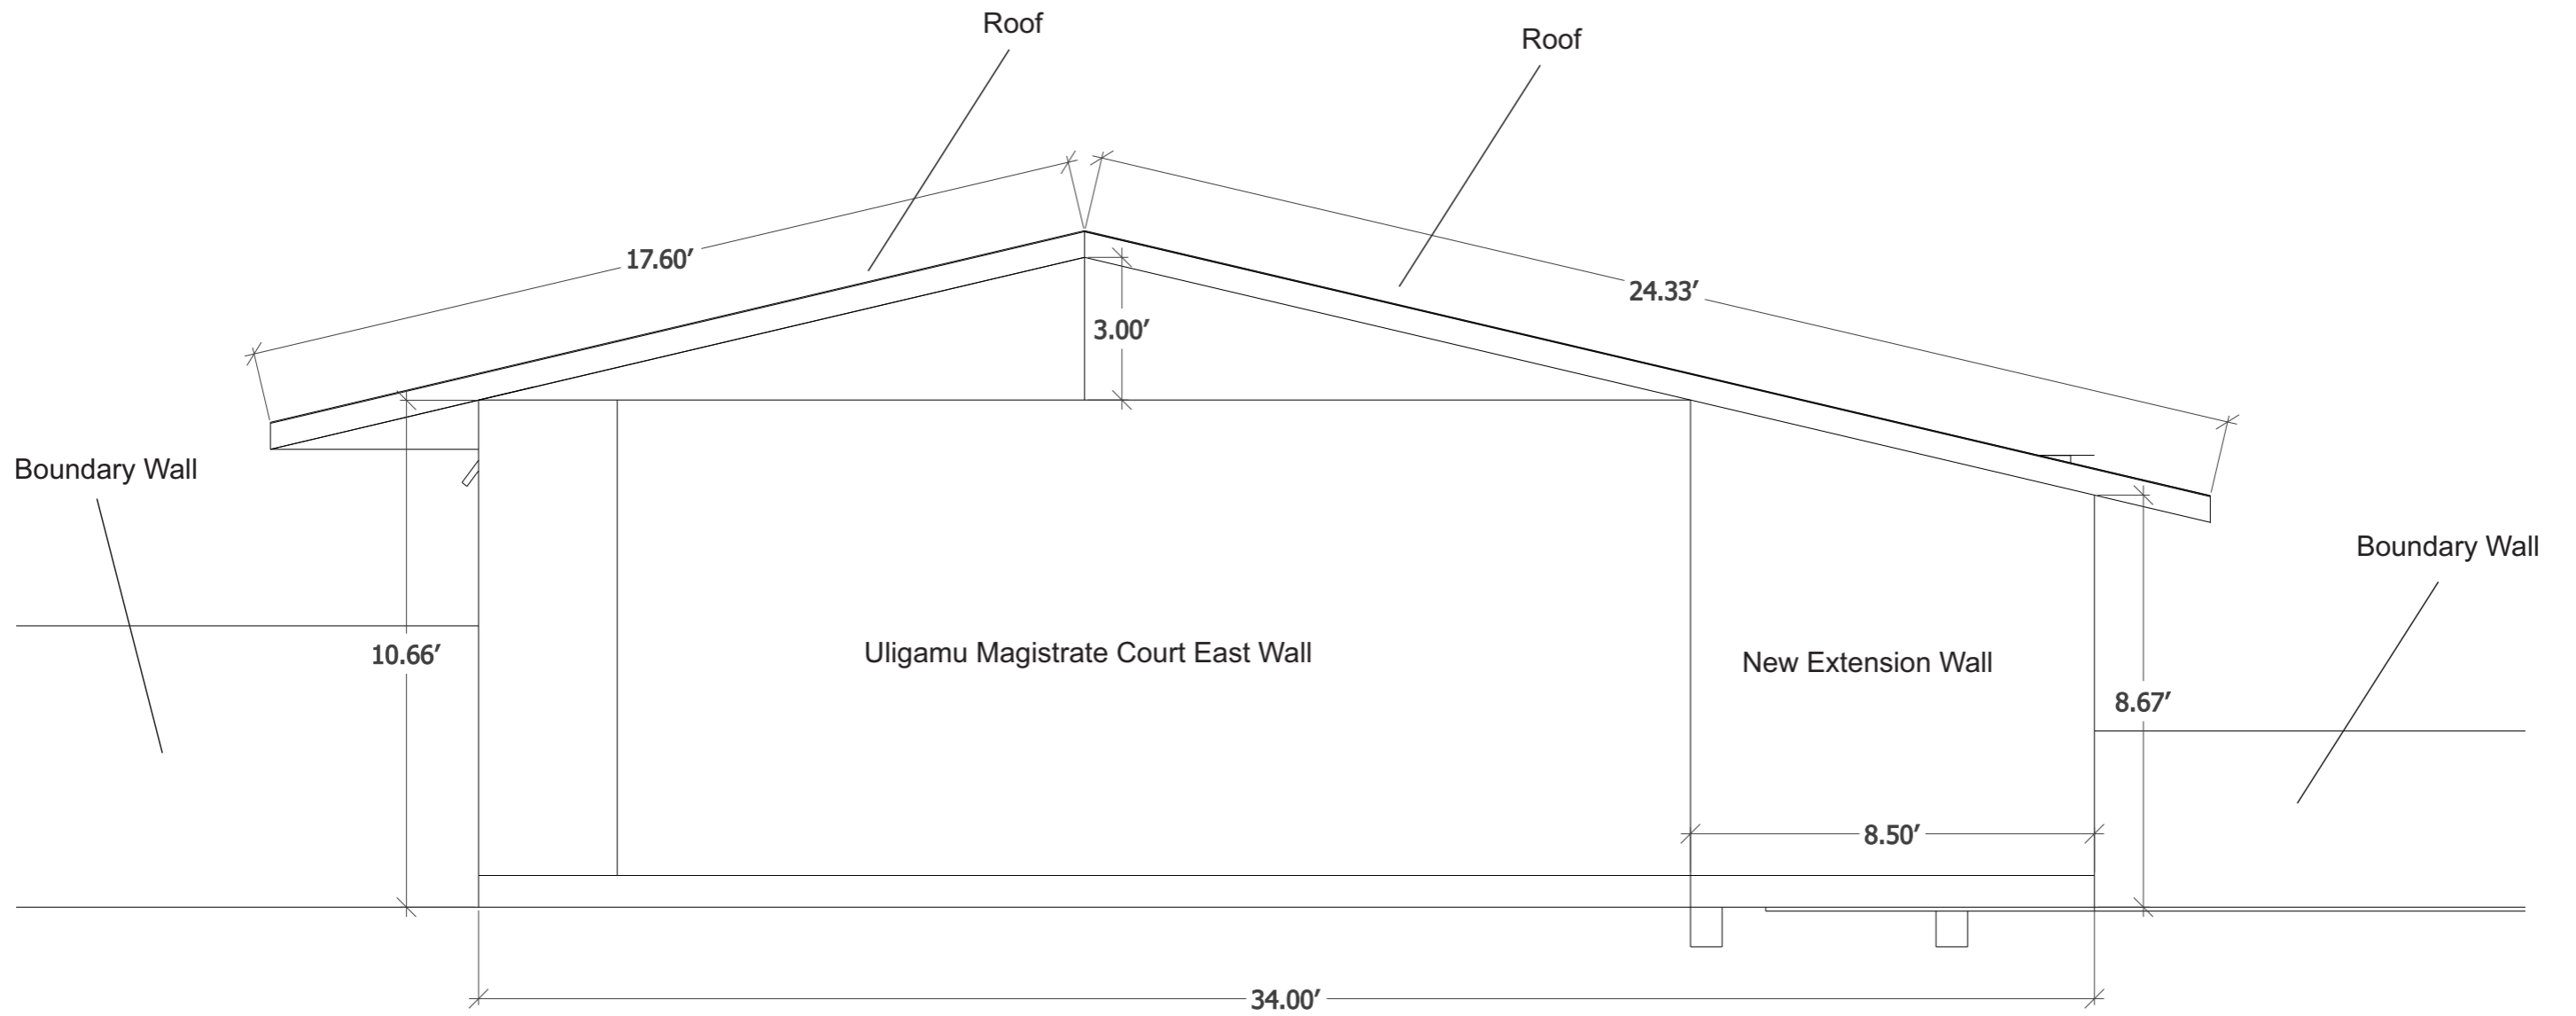 Roof
Roof
17.60′
24.33′
3.00′
Boundary Wall
Boundary Wall
10.66′
Uligamu Magistrate Court East Wall
New Extension Wall
8.67′
8.50′
34.00′